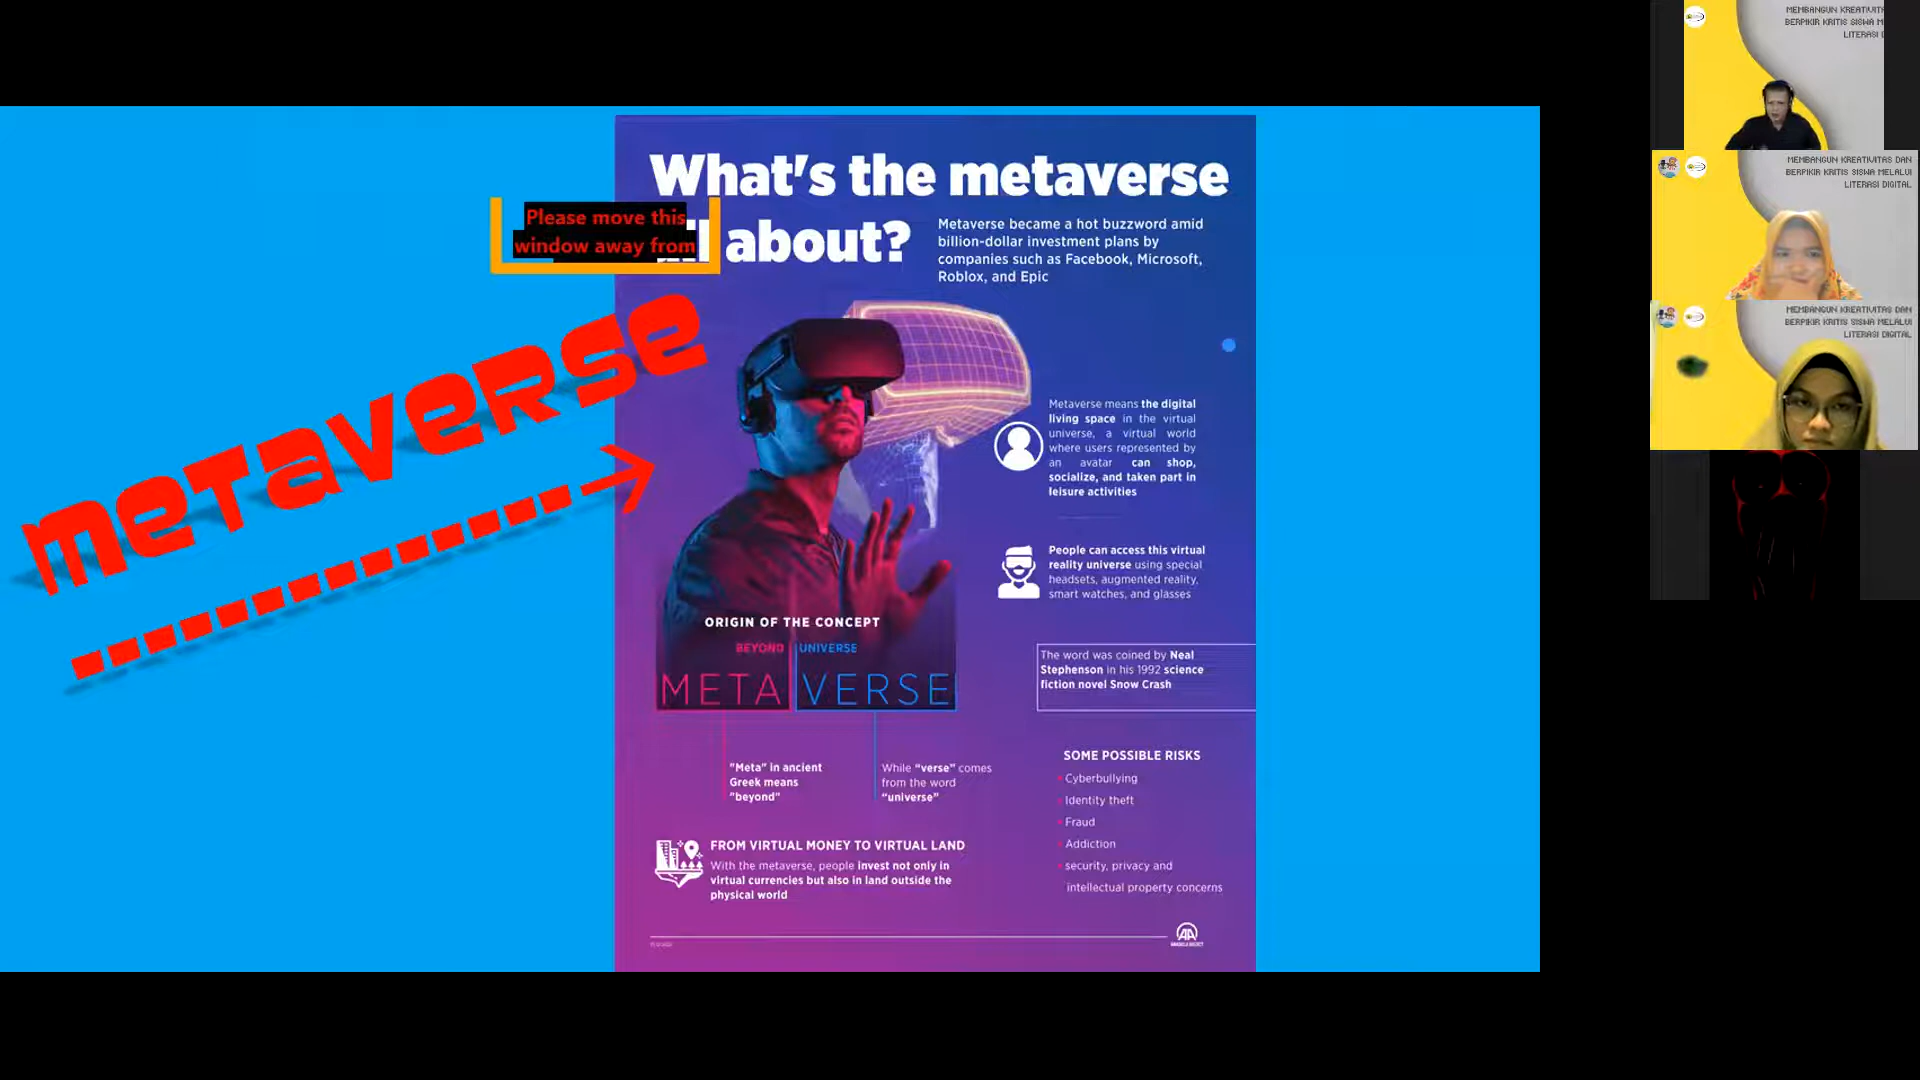 What's the metaverse
all about?
Please move this
window away from
Metaverse became a hot buzzword amid
billion-dollar investment plans by
companies such as Facebook, Microsoft,
Roblox, and Epic
METAVERSE
Metaverse means the digital
living space in the virtual
universe, a virtual world
where users represented by
an avatar can shop,
socialize, and taken part in
leisure activities
People can access this virtual
reality universe using special
headsets, augmented reality,
smart watches, and glasses
ORIGIN OF THE CONCEPT
BEYOND UNIVERSE
META VERSE
The word was coined by Neal
Stephenson in his 1992 science
fiction novel Snow Crash
"Meta" in ancient
Greek means
"beyond"
While "verse" comes
from the word
"universe"
SOME POSSIBLE RISKS
Cyberbullying
Identity theft
Fraud
Addiction
security, privacy and
intellectual property concerns
FROM VIRTUAL MONEY TO VIRTUAL LAND
With the metaverse, people invest not only in
virtual currencies but also in land outside the
physical world
AA
MEMBANGUN KREATIVITA
BERPIKIR KRITIS SISWA M
LITERASI D
MEMBANGUN KREATIVITAS DAN
BERPIKIR KRITIS SISWA MELALUI
LITERASI DIGITAL
MEMBANGUN KREATIVITAS DAN
BERPIKIR KRITIS SISWA MELALUI
LITERASI DIGITAL